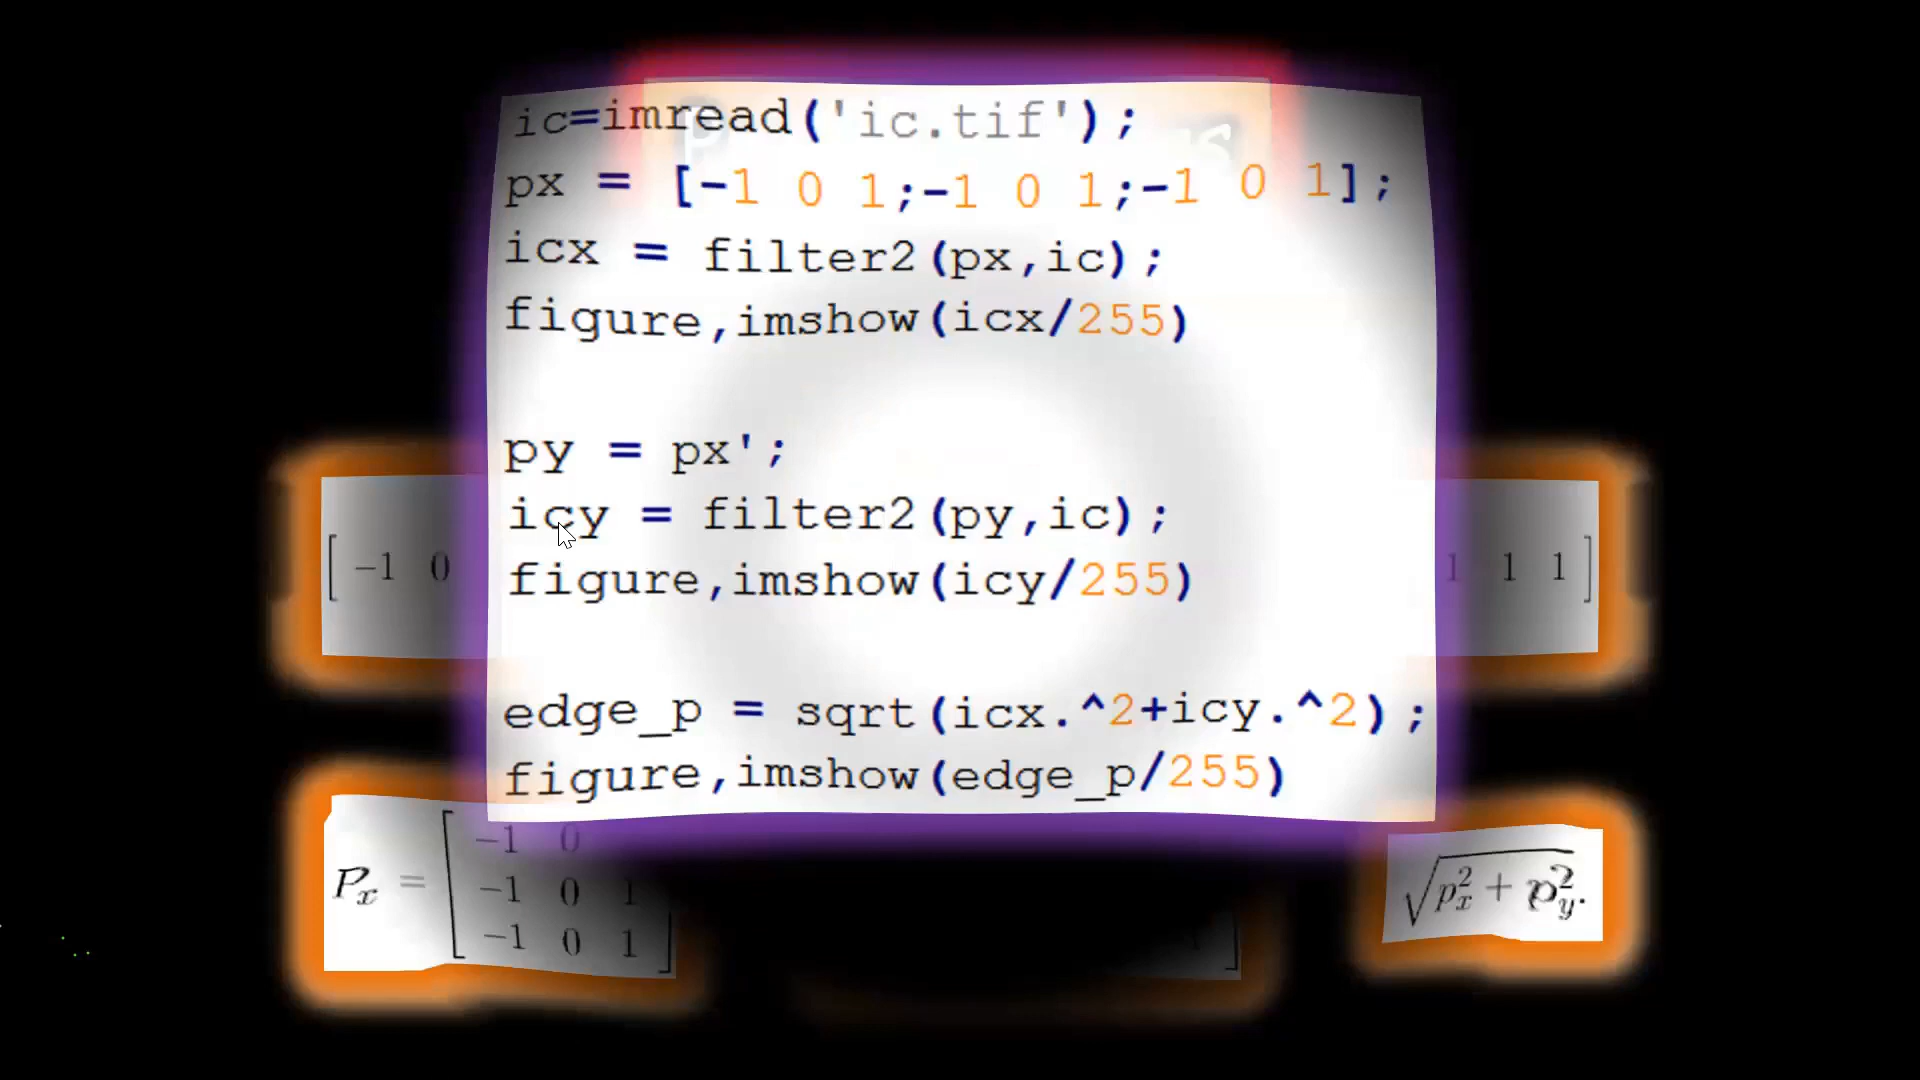 ic=imread('ic.tif');
px = [-1 0 1;-1 0 1;-1 0 1];
icx = filter2(px,ic);
figure,imshow(icx/255)
py = px';
icy = filter2(py,ic);
figure,imshow(icy/255)
edge_p = sqrt(icx.^2+icy.^2);
figure,imshow(edge_p/255)
[ -1 0
1 1 1 ]
-1 0
P_x = -1 0 1
-1 0 1
√p_x^2 + p_y^2.